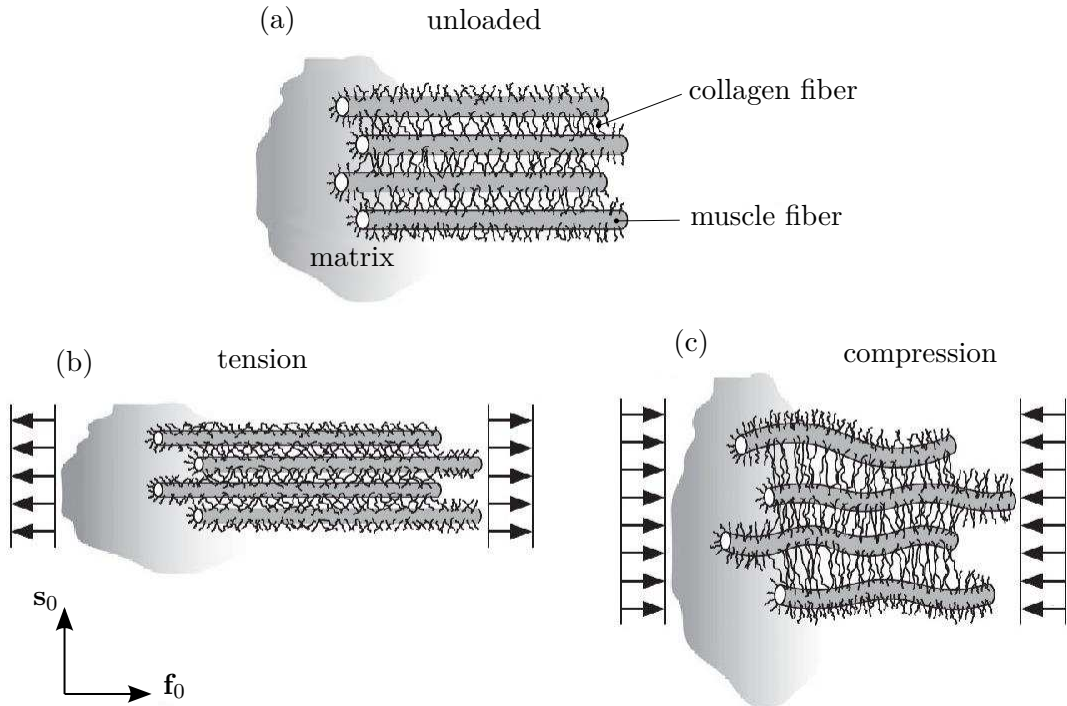 (a) unloaded
collagen fiber
muscle fiber
matrix
(b) tension
(c) compression
s₀
f₀